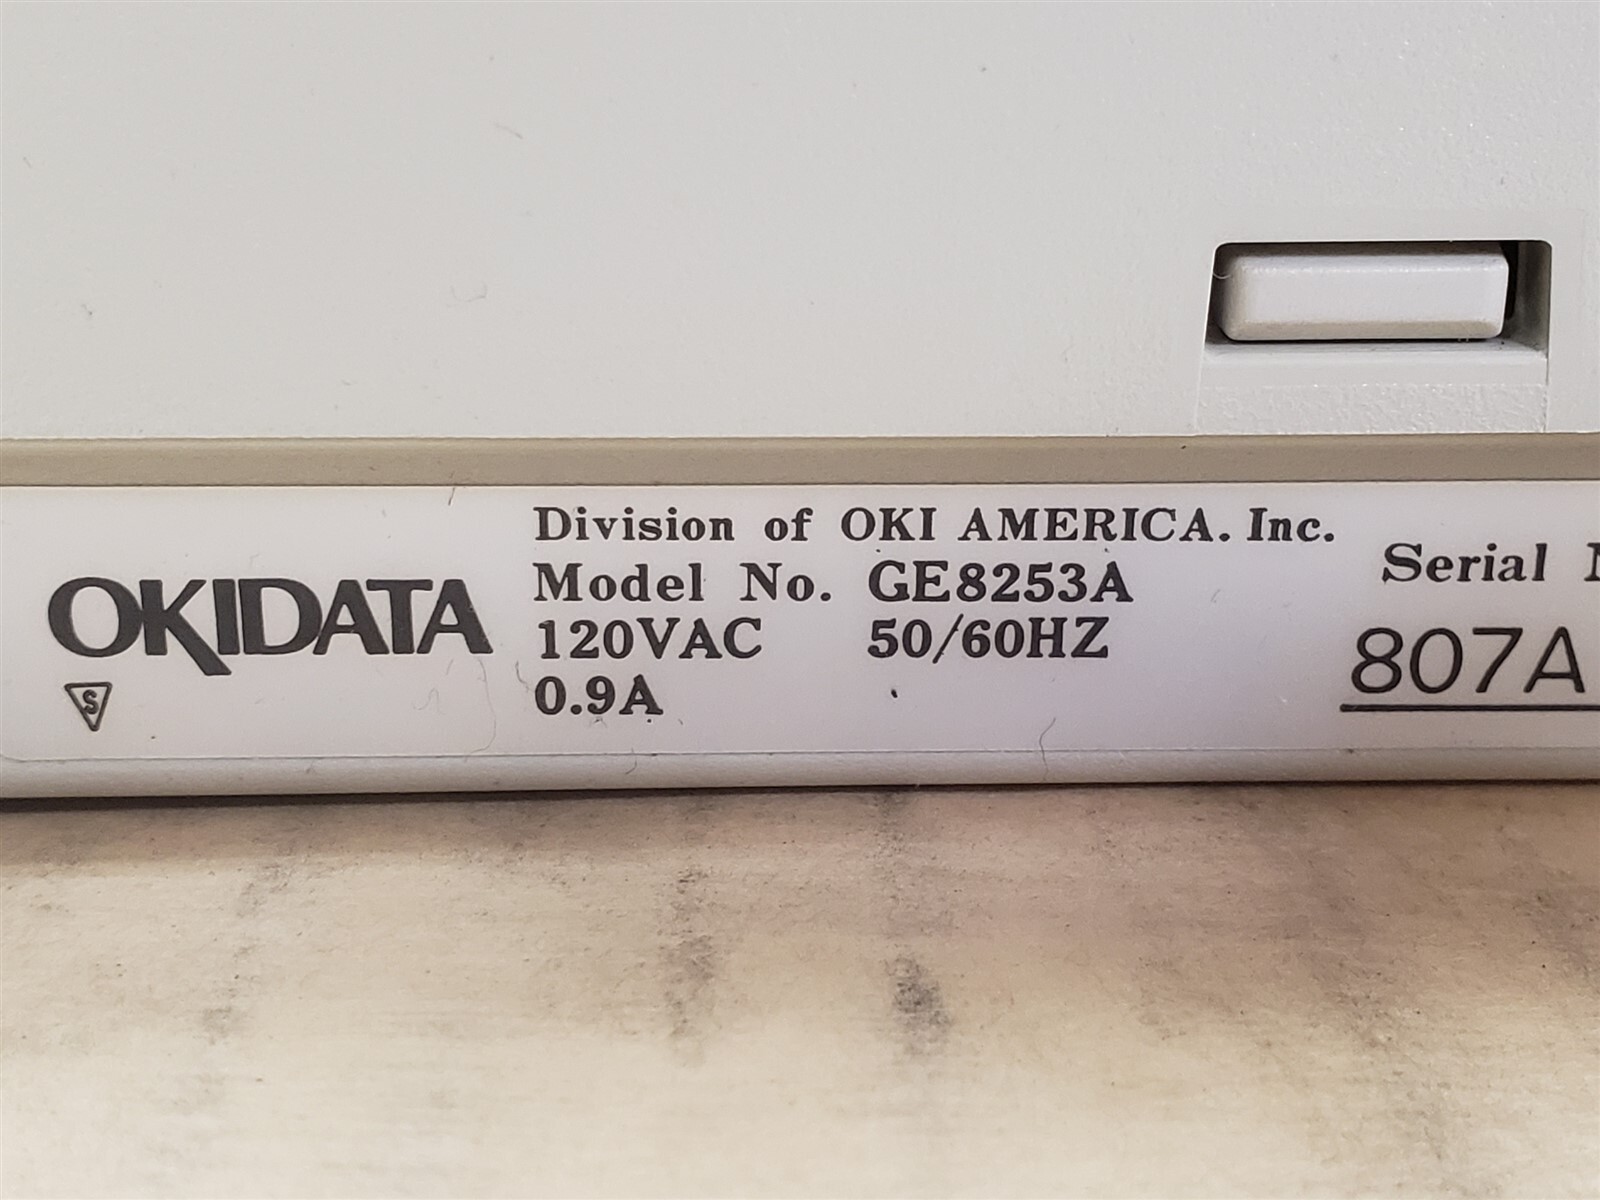 OKIDATA
S
Division of OKI AMERICA. Inc.
Model No. GE8253A
120VAC 50/60HZ
0.9A
Serial
807A